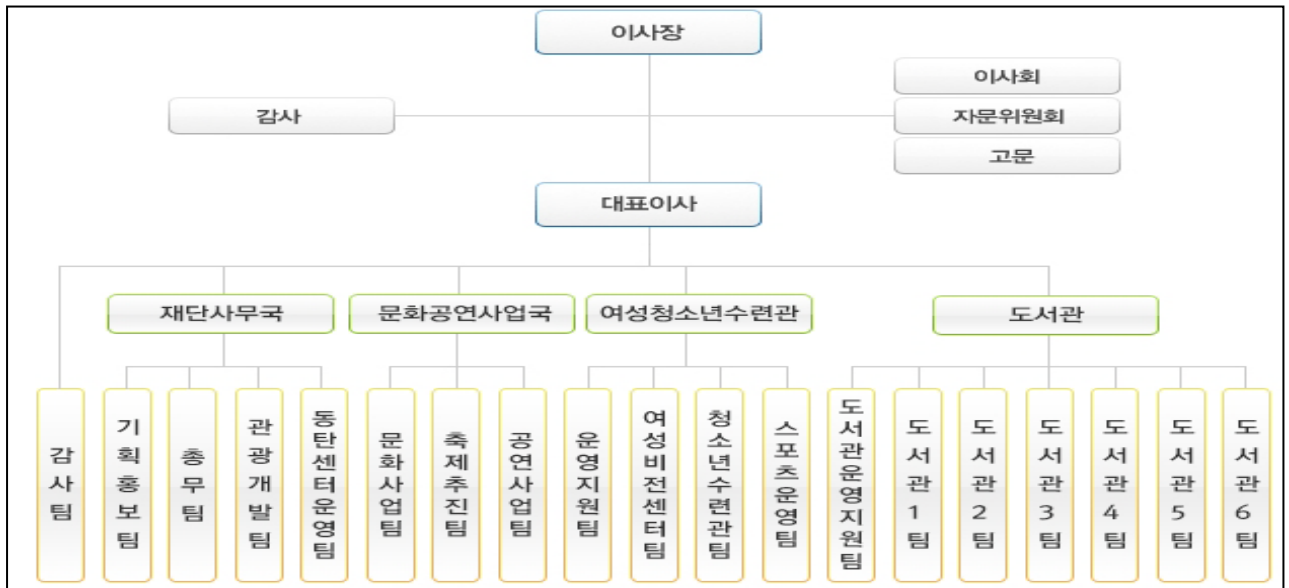 이사장
이사회
감사
자문위원회
고문
대표이사
재단사무국
문화공연사업국
여성청소년수련관
도서관
감사팀
기획홍보팀
총무팀
관광개발팀
동탄센터운영팀
문화사업팀
축제추진팀
공연사업팀
운영지원팀
여성비전센터팀
청소년수련관팀
스포츠운영팀
도서관운영지원팀
도서관1팀
도서관2팀
도서관3팀
도서관4팀
도서관5팀
도서관6팀